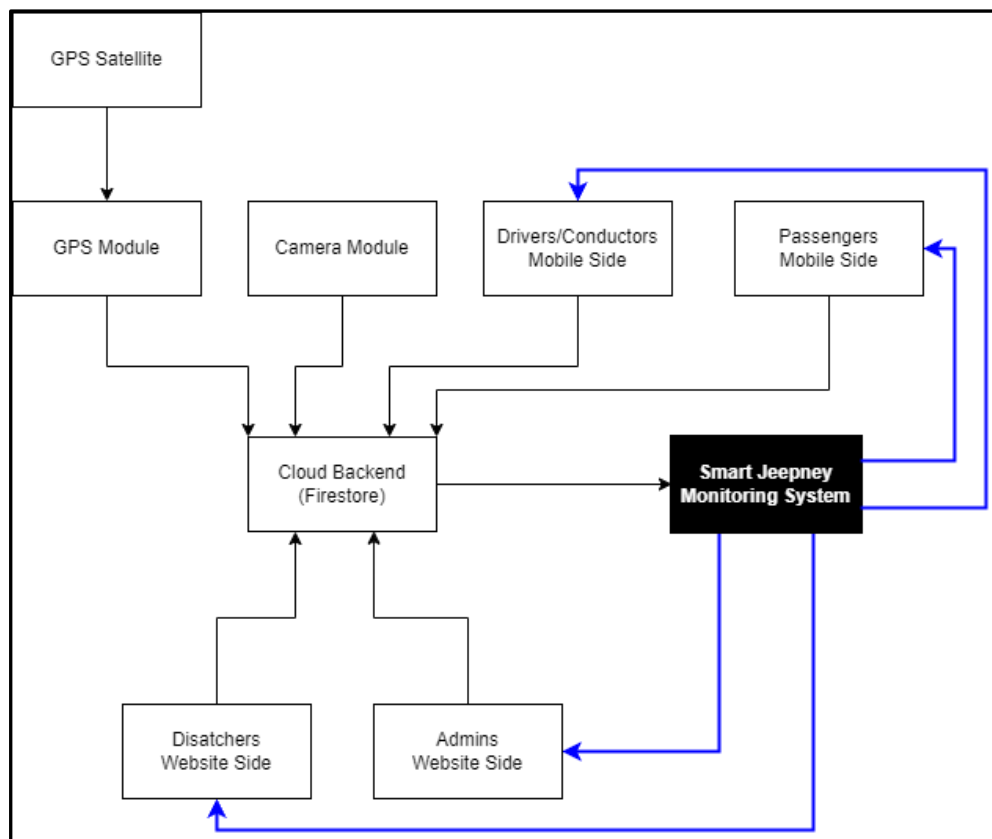 GPS Satellite
GPS Module
Camera Module
Drivers/Conductors
Mobile Side
Passengers
Mobile Side
Cloud Backend
(Firestore)
Smart Jeepney
Monitoring System
Disatchers
Website Side
Admins
Website Side